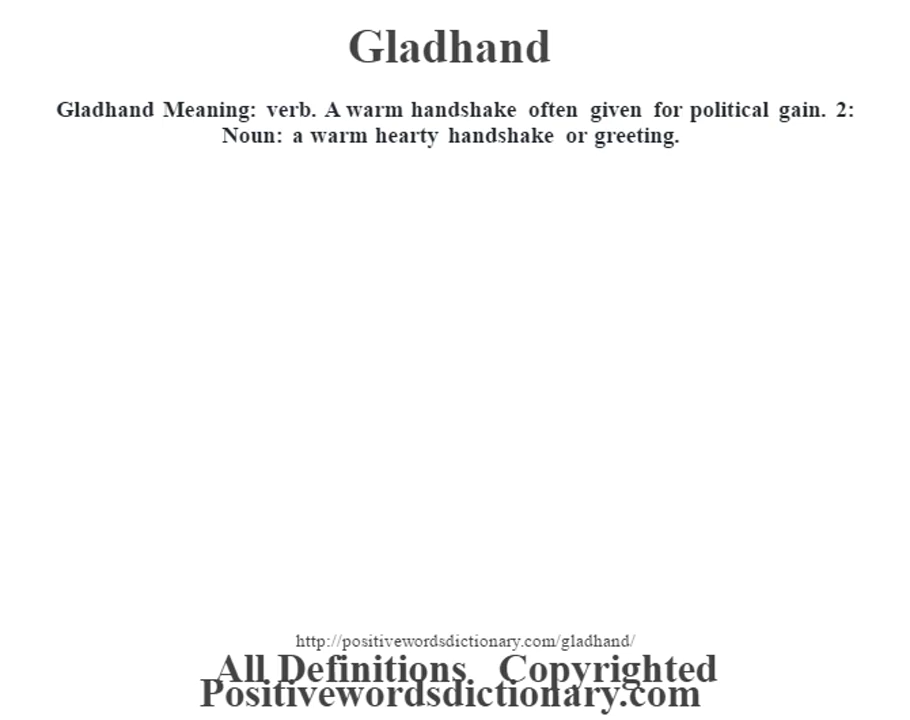 Gladhand
Gladhand Meaning: verb. A warm handshake often given for political gain. 2:
Noun: a warm hearty handshake or greeting.
http://positivewordsdictionary.com/gladhand/
All Definitions Copyrighted
Positivewordsdictionary.com